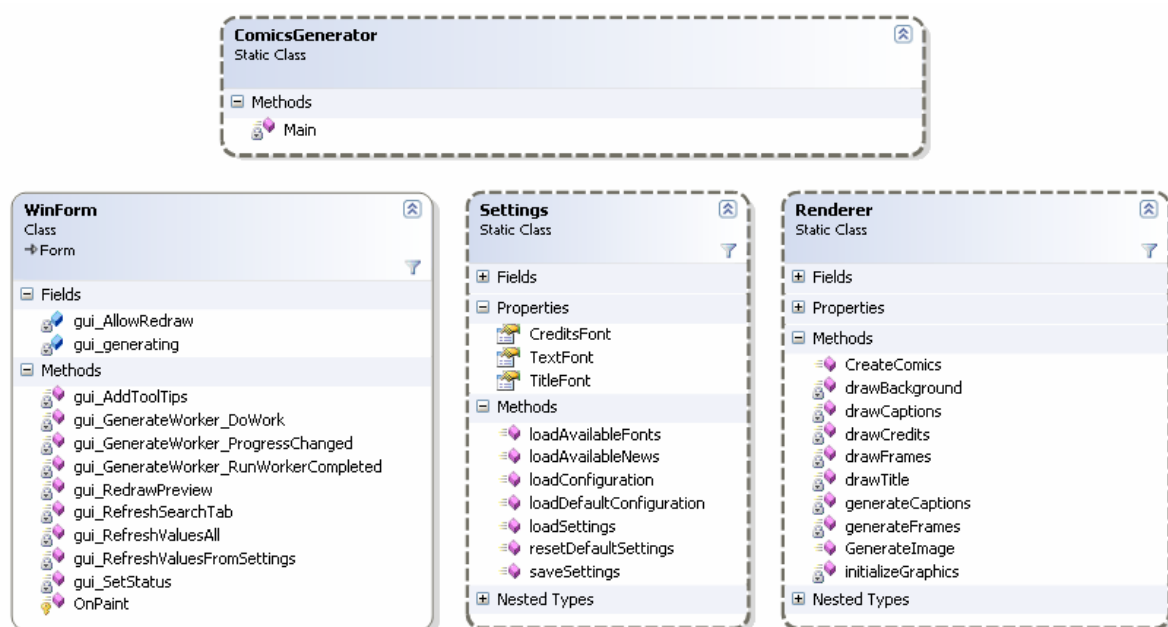 ComicsGenerator
Static Class
Methods
Main
WinForm
Class
Form
Fields
gui_AllowRedraw
gui_generating
Methods
gui_AddToolTips
gui_GenerateWorker_DoWork
gui_GenerateWorker_ProgressChanged
gui_GenerateWorker_RunWorkerCompleted
gui_RedrawPreview
gui_RefreshSearchTab
gui_RefreshValuesAll
gui_RefreshValuesFromSettings
gui_SetStatus
OnPaint
Settings
Static Class
Fields
Properties
CreditsFont
TextFont
TitleFont
Methods
loadAvailableFonts
loadAvailableNews
loadConfiguration
loadDefaultConfiguration
loadSettings
resetDefaultSettings
saveSettings
Nested Types
Renderer
Static Class
Fields
Properties
Methods
CreateComics
drawBackground
drawCaptions
drawCredits
drawFrames
drawTitle
generateCaptions
generateFrames
GenerateImage
initializeGraphics
Nested Types